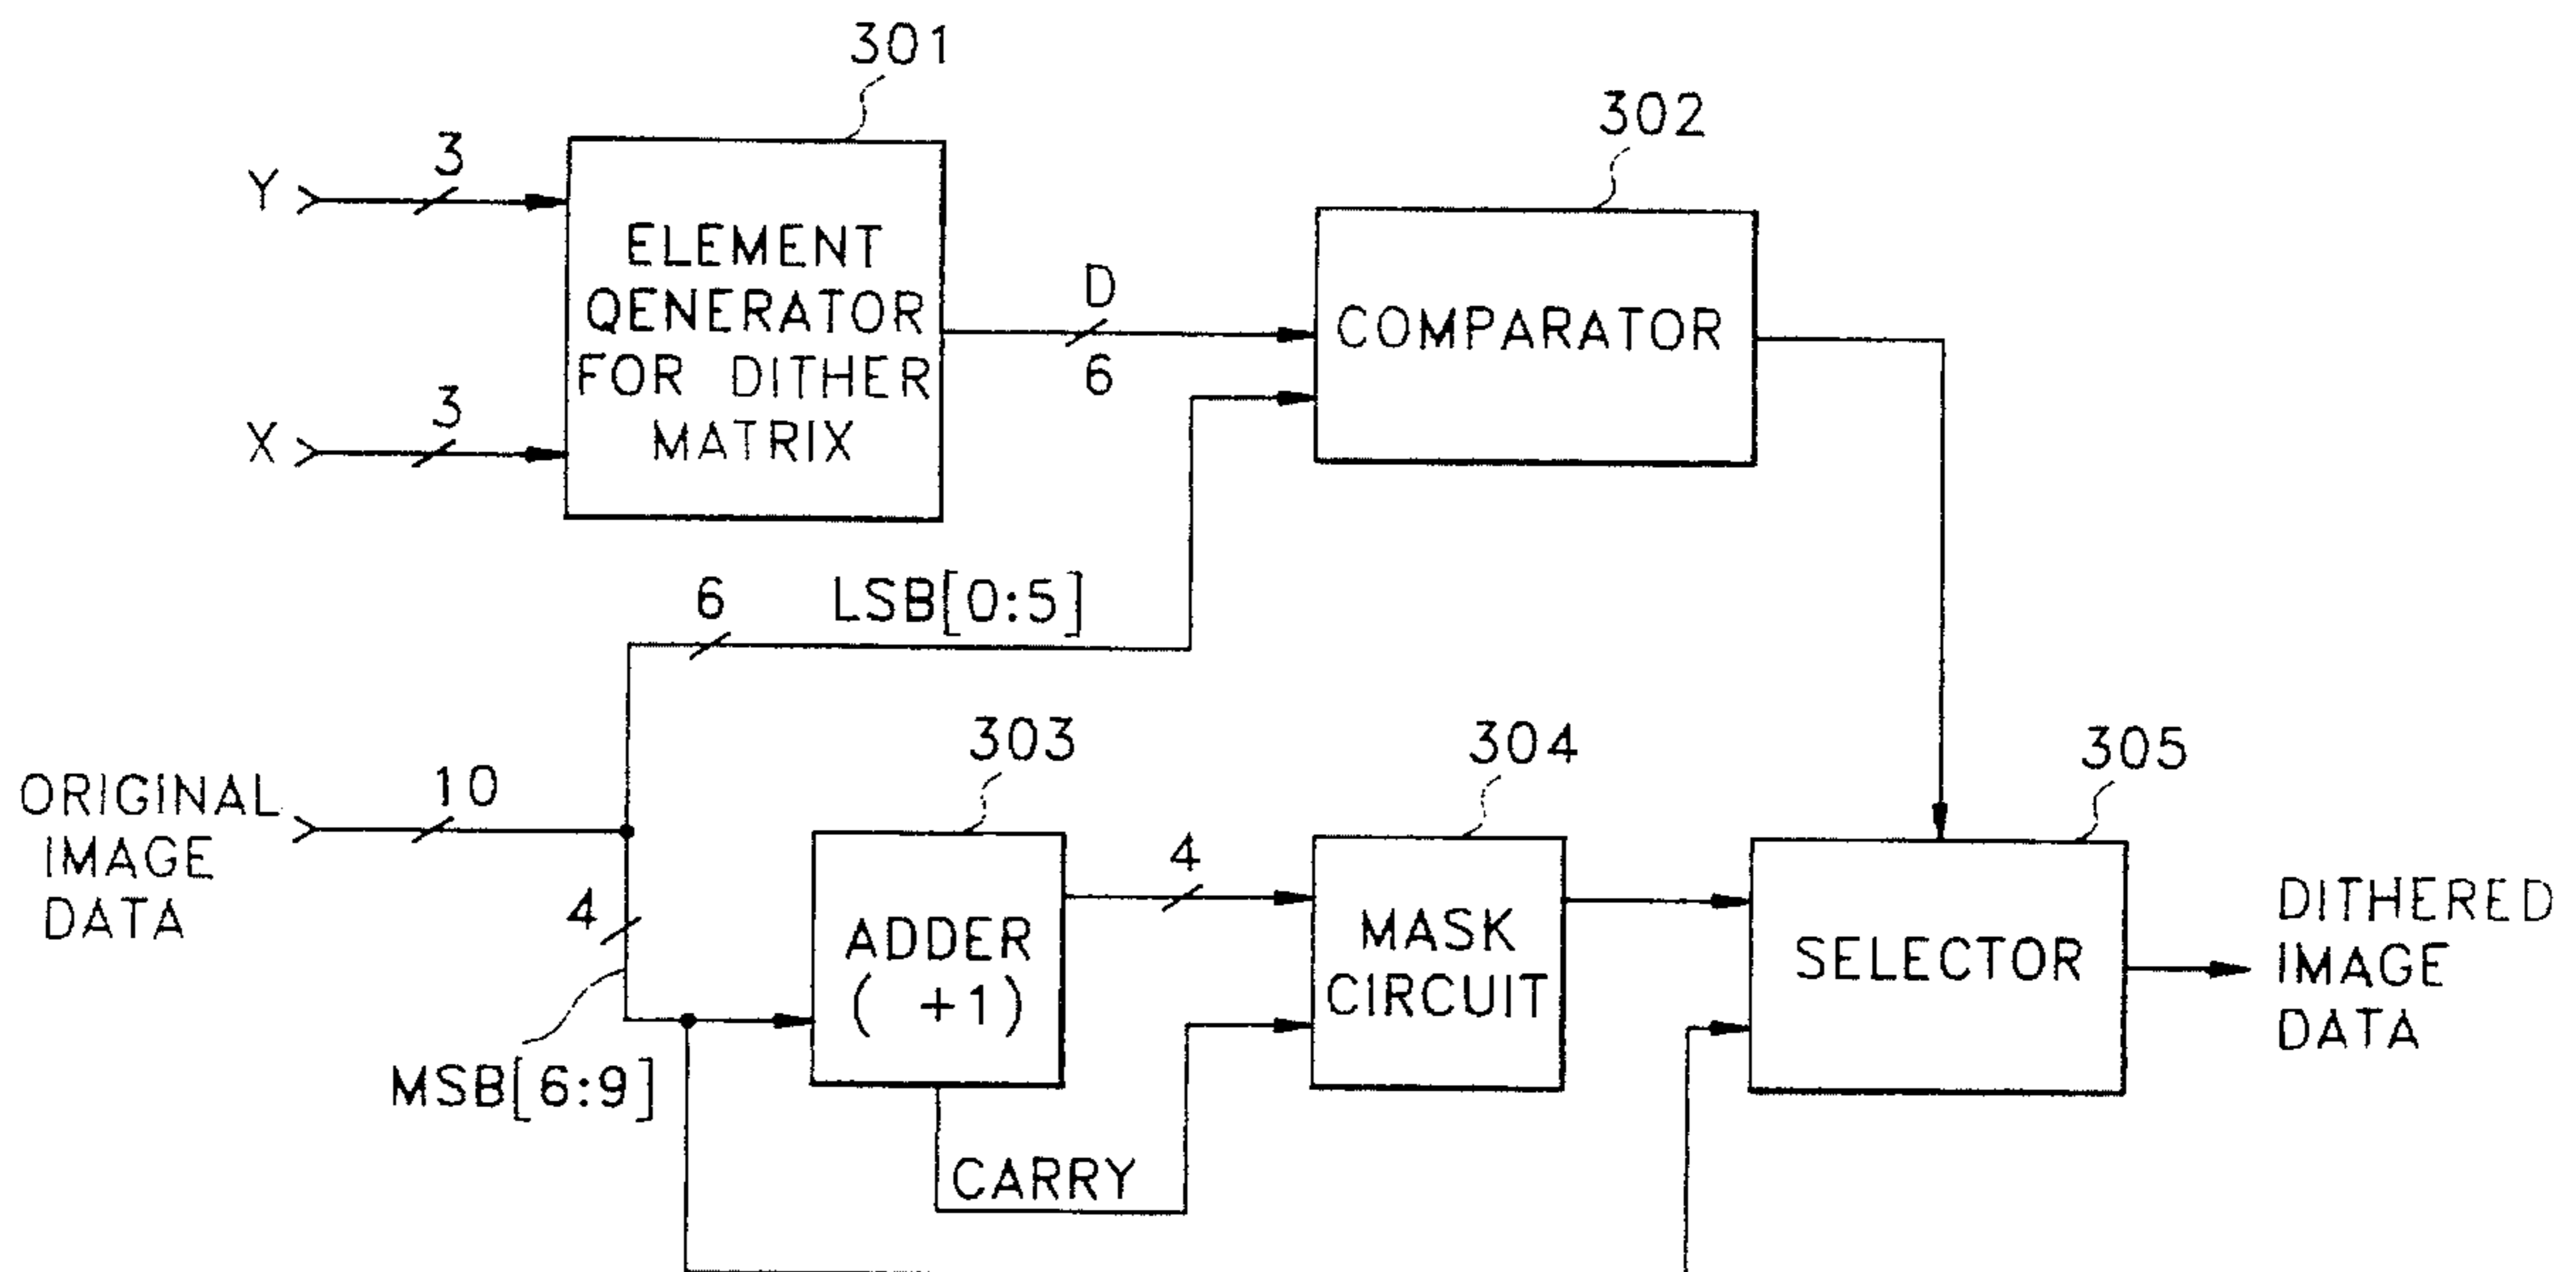 301
302
Y
3
X
3
ELEMENT
QENERATOR
FOR DITHER
MATRIX
D
6
COMPARATOR
6
LSB[0:5]
303
304
305
ORIGINAL
IMAGE
DATA
10
4
MSB[6:9]
ADDER
( +1)
4
CARRY
MASK
CIRCUIT
SELECTOR
DITHERED
IMAGE
DATA